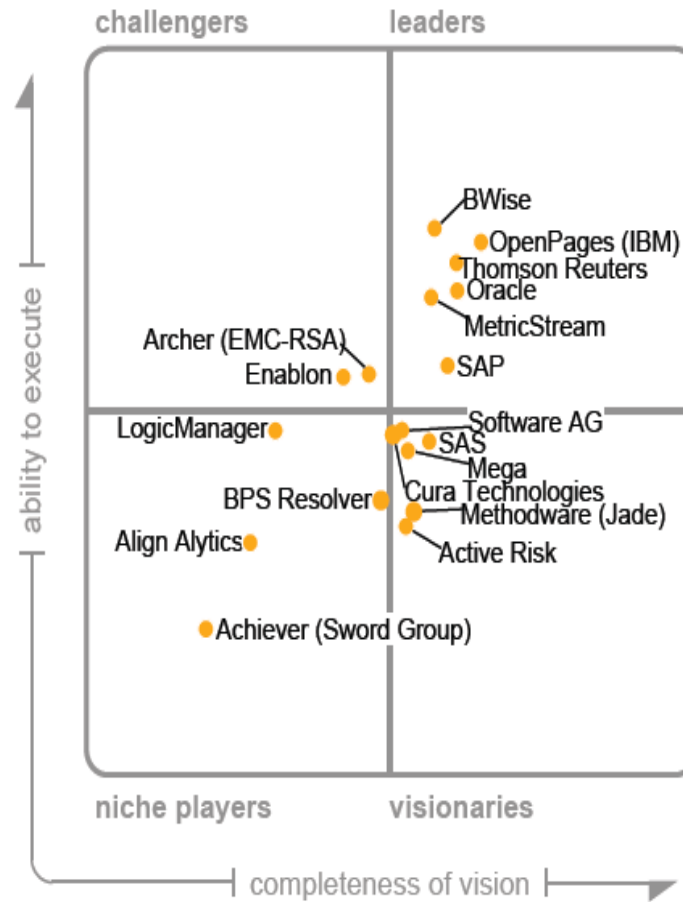 challengers
leaders
BWise
OpenPages (IBM)
Thomson Reuters
Oracle
MetricStream
Archer (EMC-RSA)
Enablon
SAP
LogicManager
Software AG
SAS
Mega
Cura Technologies
BPS Resolver
Methodware (Jade)
Align Alytics
Active Risk
Achiever (Sword Group)
niche players
visionaries
ability to execute
completeness of vision